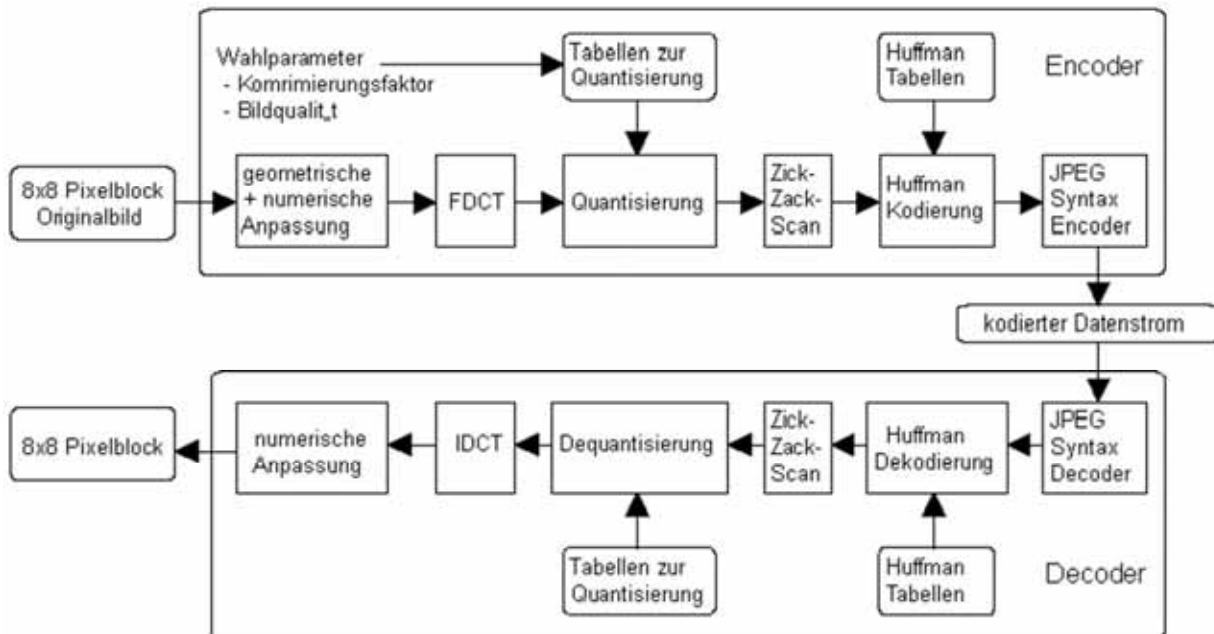 Wahlparameter
- Komrimierungsfaktor
- Bildqualit„t
Tabellen zur
Quantisierung
Huffman
Tabellen
Encoder
8x8 Pixelblock
Originalbild
geometrische
+ numerische
Anpassung
FDCT
Quantisierung
Zick-
Zack-
Scan
Huffman
Kodierung
JPEG
Syntax
Encoder
kodierter Datenstrom
8x8 Pixelblock
numerische
Anpassung
IDCT
Dequantisierung
Zick-
Zack-
Scan
Huffman
Dekodierung
JPEG
Syntax
Decoder
Tabellen zur
Quantisierung
Huffman
Tabellen
Decoder